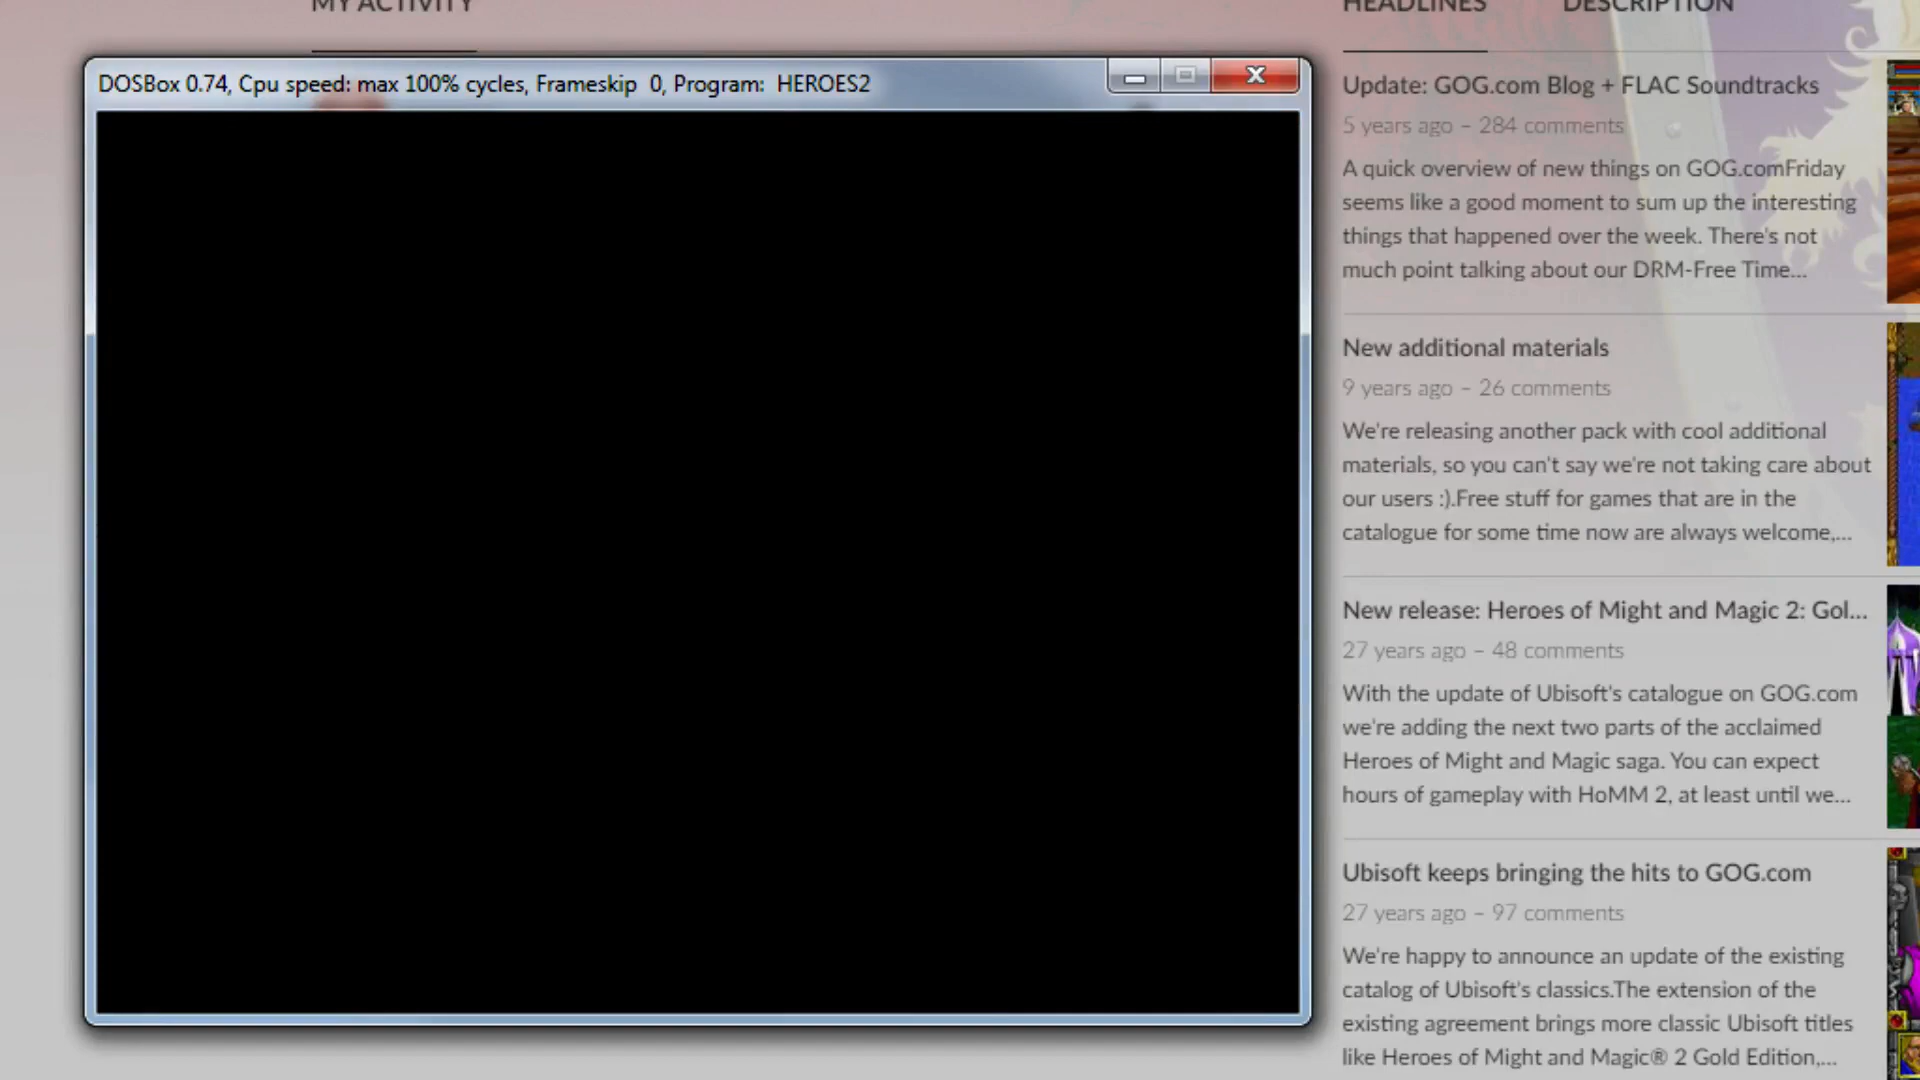 MY ACTIVITY
HEADLINES
DESCRIPTION
DOSBox 0.74, Cpu speed: max 100% cycles, Frameskip 0, Program: HEROES2
Update: GOG.com Blog + FLAC Soundtracks
5 years ago – 284 comments
A quick overview of new things on GOG.comFriday
seems like a good moment to sum up the interesting
things that happened over the week. There's not
much point talking about our DRM-Free Time...
New additional materials
9 years ago – 26 comments
We're releasing another pack with cool additional
materials, so you can't say we're not taking care about
our users :).Free stuff for games that are in the
catalogue for some time now are always welcome,...
New release: Heroes of Might and Magic 2: Gol...
27 years ago – 48 comments
With the update of Ubisoft's catalogue on GOG.com
we're adding the next two parts of the acclaimed
Heroes of Might and Magic saga. You can expect
hours of gameplay with HoMM 2, at least until we...
Ubisoft keeps bringing the hits to GOG.com
27 years ago – 97 comments
We're happy to announce an update of the existing
catalog of Ubisoft's classics.The extension of the
existing agreement brings more classic Ubisoft titles
like Heroes of Might and Magic® 2 Gold Edition,...